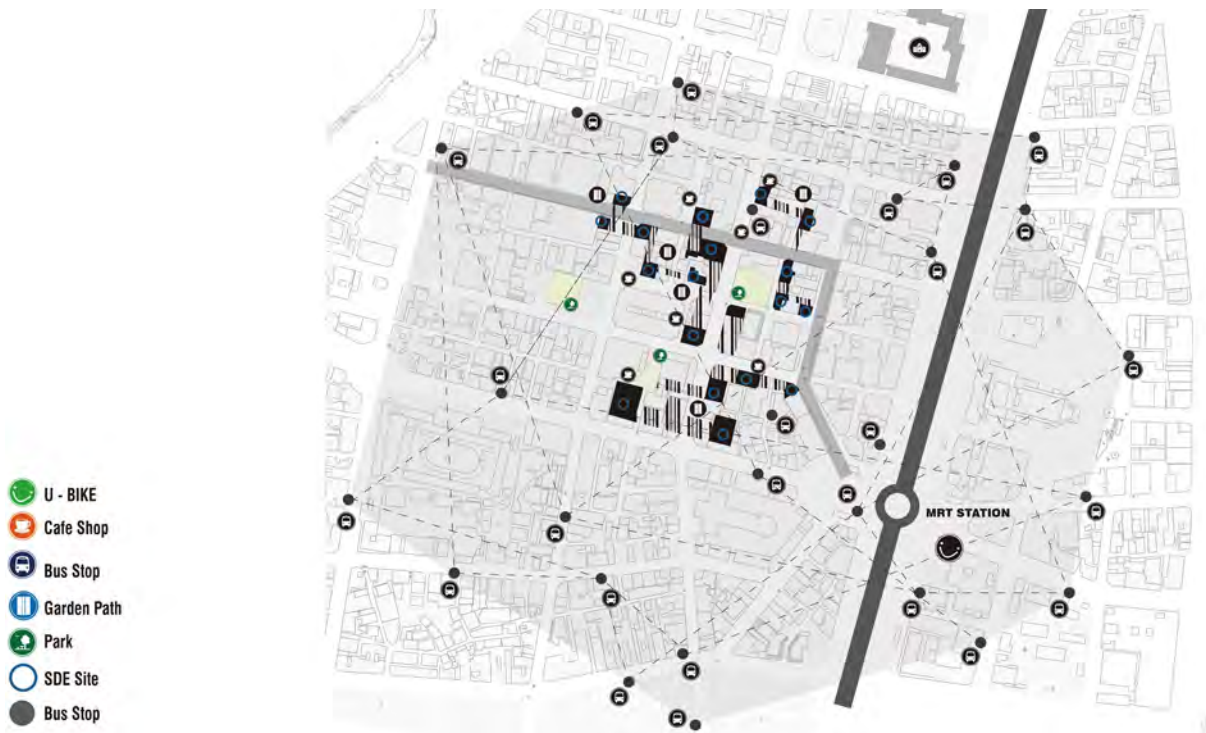 MRT STATION
U - BIKE
Cafe Shop
Bus Stop
Garden Path
Park
SDE Site
Bus Stop